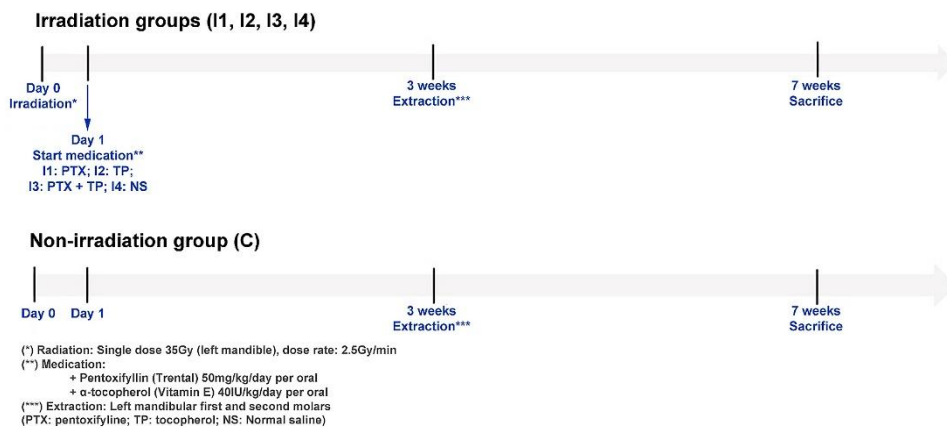 Irradiation groups (I1, I2, I3, I4)
Day 0
Irradiation*
3 weeks
Extraction***
7 weeks
Sacrifice
Day 1
Start medication**
I1: PTX; I2: TP;
I3: PTX + TP; I4: NS
Non-irradiation group (C)
Day 0
Day 1
3 weeks
Extraction***
7 weeks
Sacrifice
(*) Radiation: Single dose 35Gy (left mandible), dose rate: 2.5Gy/min
(**) Medication:
+ Pentoxifyllin (Trental) 50mg/kg/day per oral
+ α-tocopherol (Vitamin E) 40IU/kg/day per oral
(***) Extraction: Left mandibular first and second molars
(PTX: pentoxifyline; TP: tocopherol; NS: Normal saline)